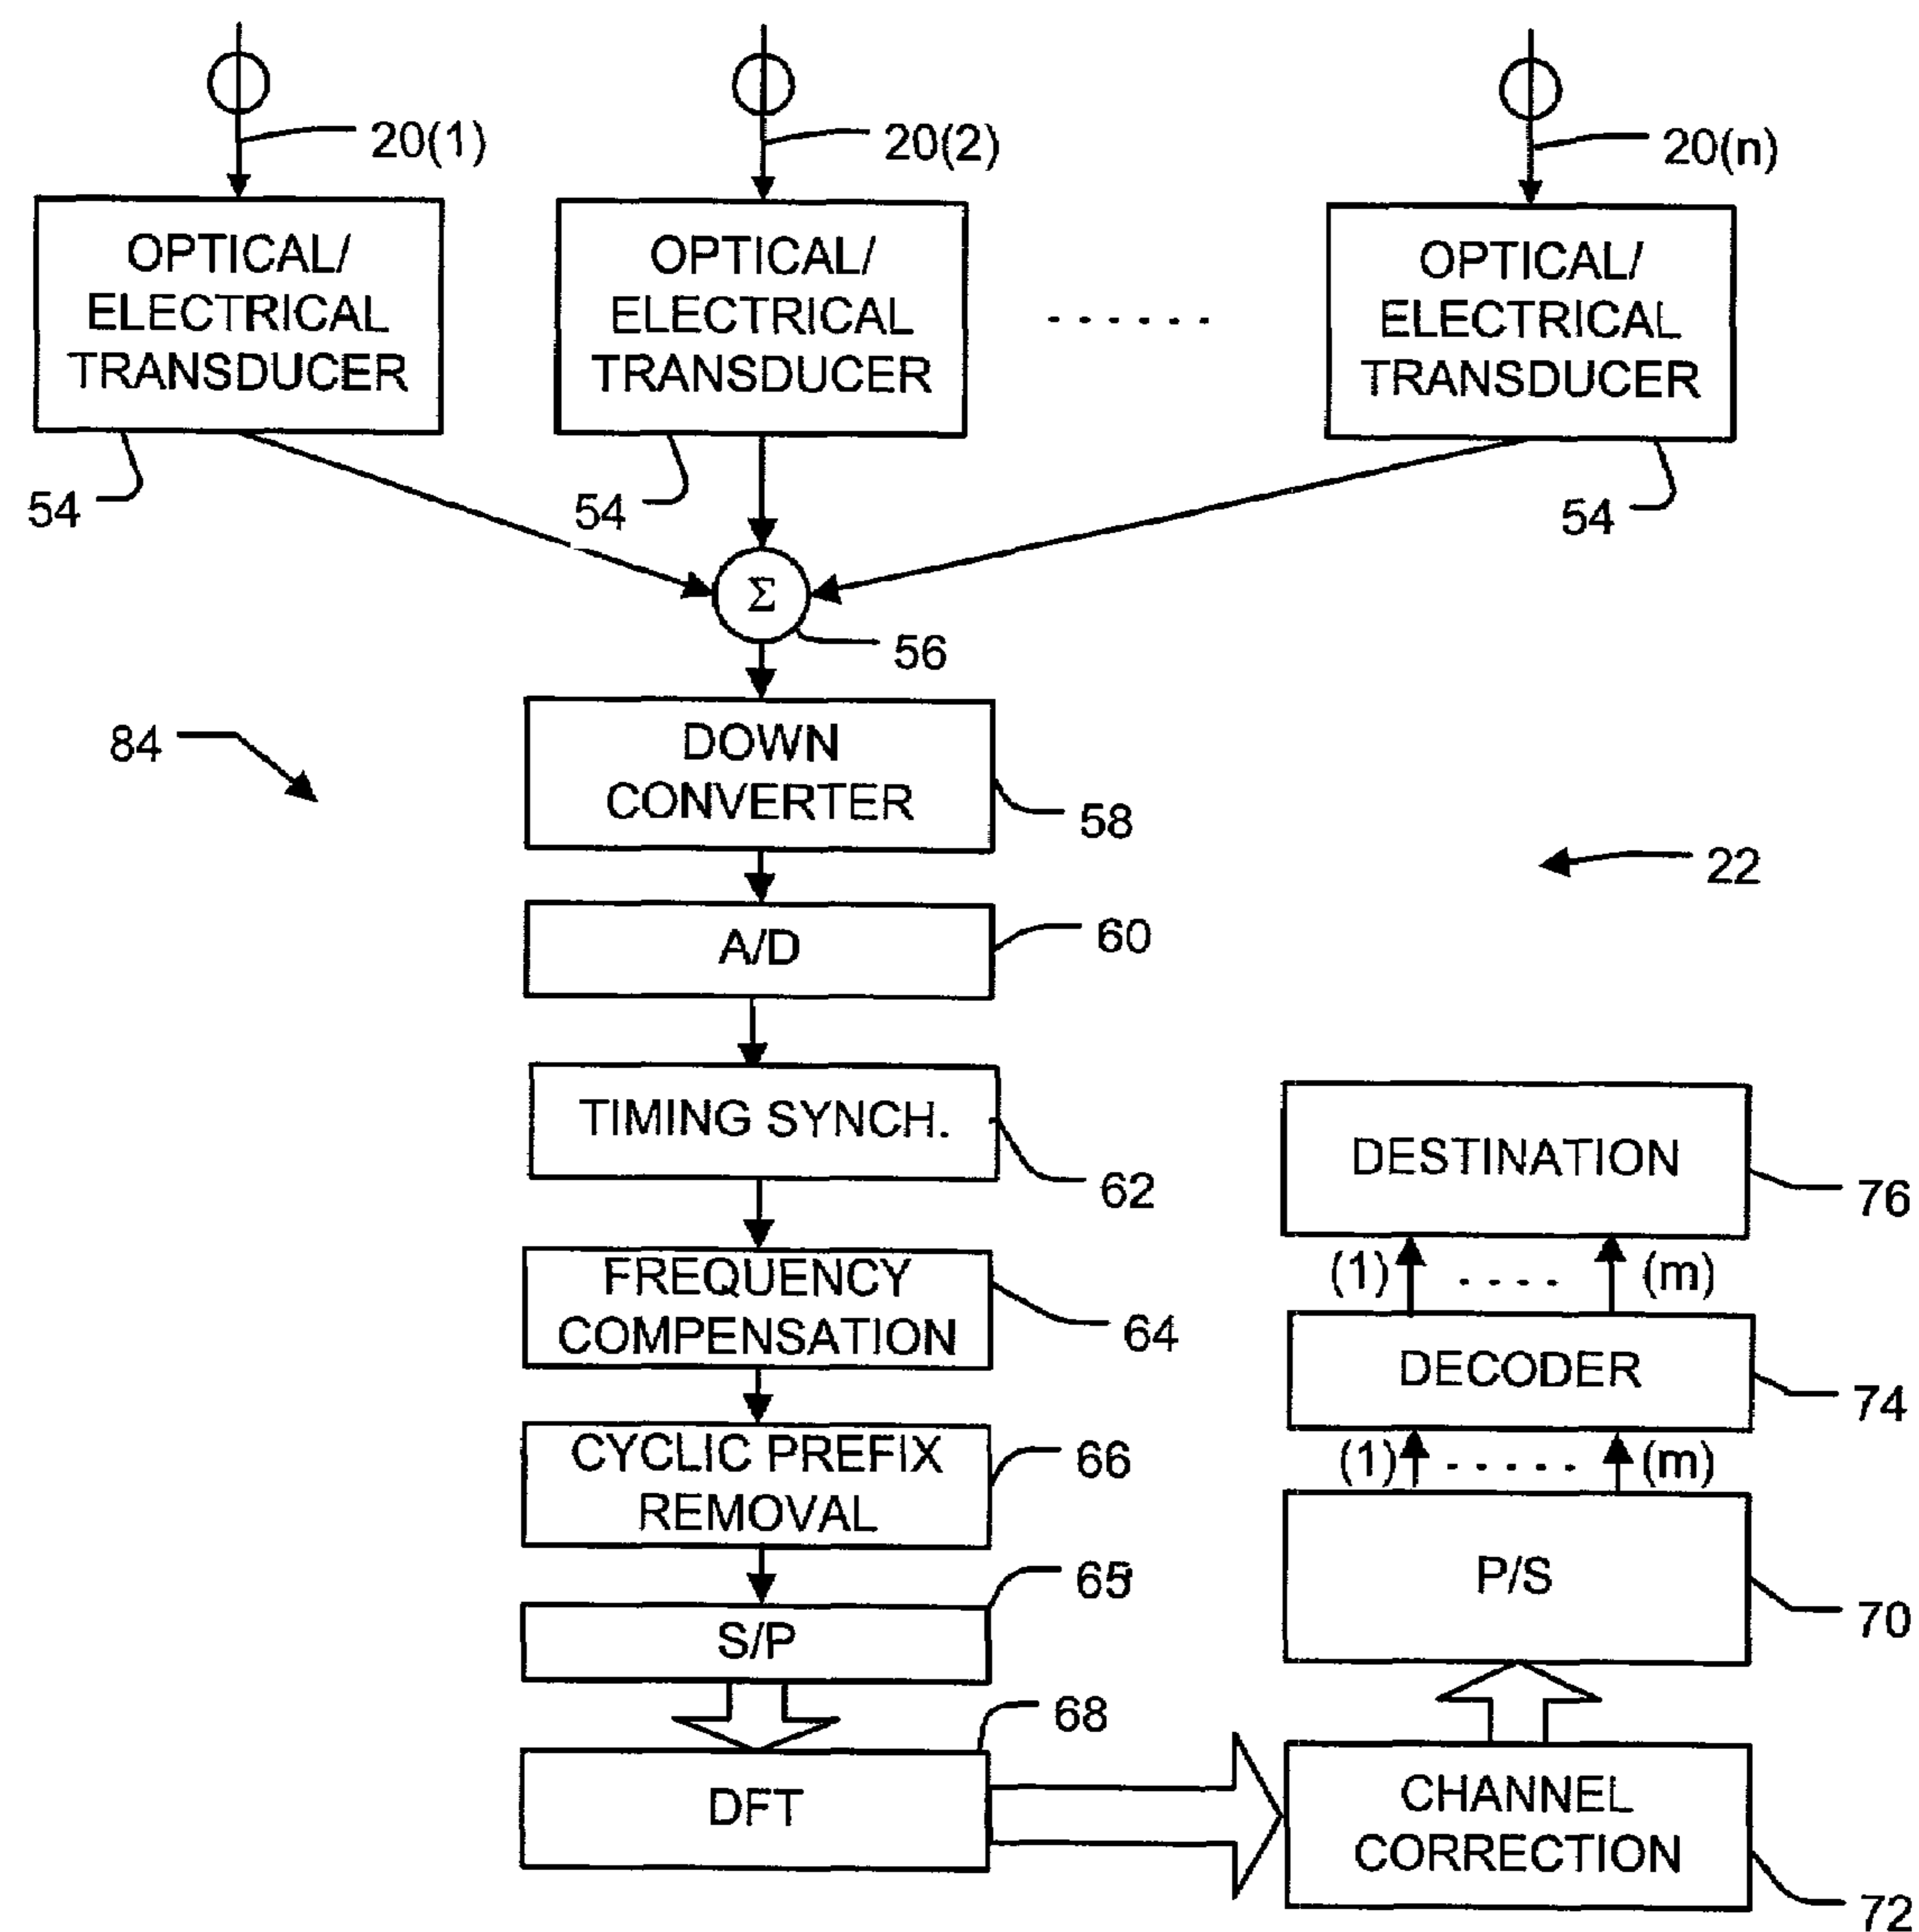 20(1)
20(2)
20(n)
OPTICAL/
ELECTRICAL
TRANSDUCER
OPTICAL/
ELECTRICAL
TRANSDUCER
. . . . . .
OPTICAL/
ELECTRICAL
TRANSDUCER
54
54
54
Σ
56
84
DOWN
CONVERTER
58
22
A/D
60
TIMING SYNCH.
62
FREQUENCY
COMPENSATION
64
CYCLIC PREFIX
REMOVAL
66
S/P
65
DFT
68
DESTINATION
76
(1) . . . . (m)
DECODER
74
(1) . . . . . (m)
P/S
70
CHANNEL
CORRECTION
72